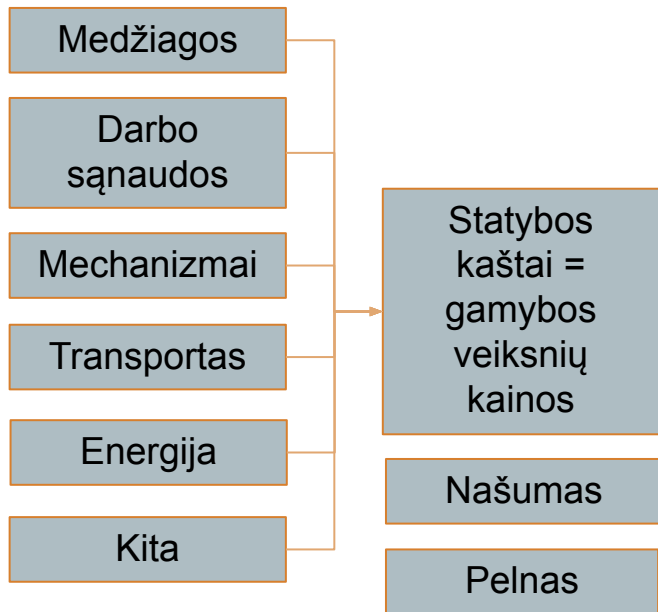 Medžiagos
Darbo
sąnaudos
Mechanizmai
Transportas
Energija
Kita
Statybos
kaštai =
gamybos
veiksnių
kainos
Našumas
Pelnas